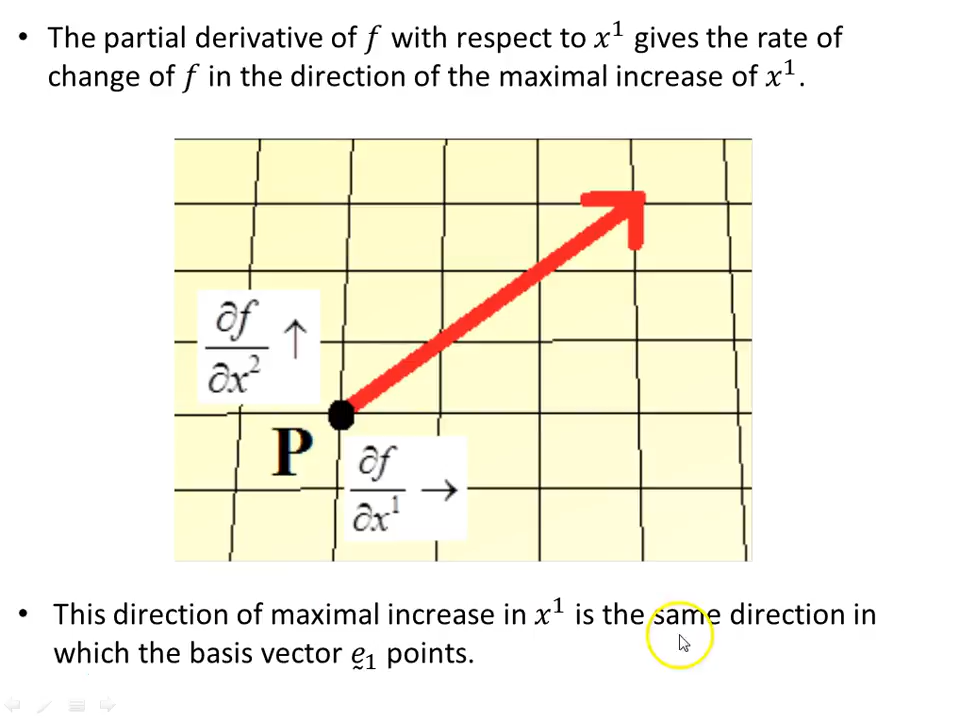 • The partial derivative of f with respect to x¹ gives the rate of
change of f in the direction of the maximal increase of x¹.
∂f/∂x² ↑
P
∂f/∂x¹ →
• This direction of maximal increase in x¹ is the same direction in
which the basis vector ḛ₁ points.